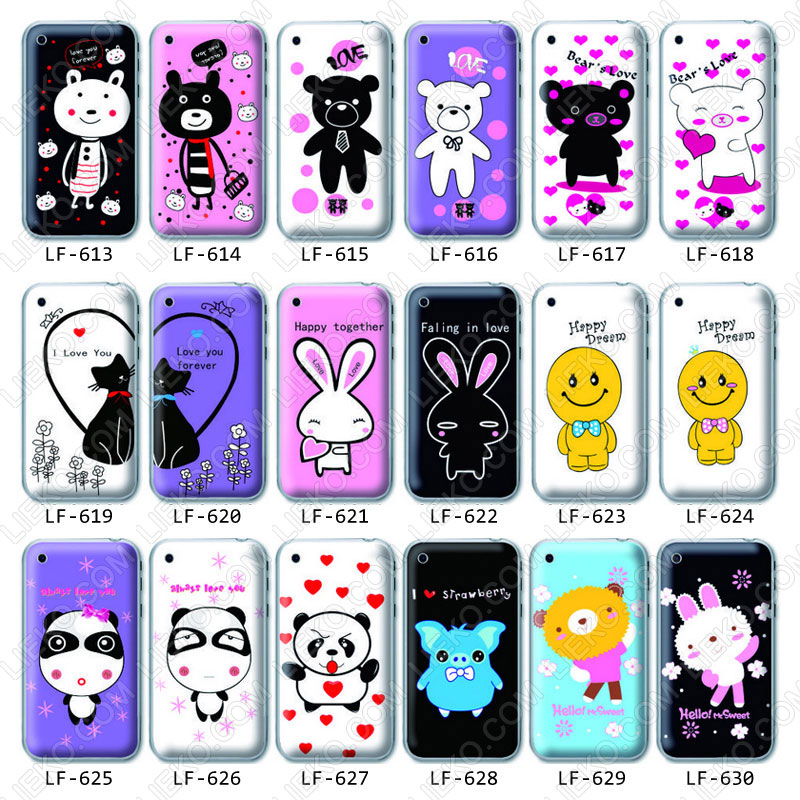 love you
forever
love you
forever
LOVE
LOVE
Bear's Love
Bear's Love
LF-613
LF-614
LF-615
LF-616
LF-617
LF-618
I Love You
Love you
forever
Happy together
Love
Love
Faling in love
Happy
Dream
Happy
Dream
LF-619
LF-620
LF-621
LF-622
LF-623
LF-624
always love you
always love you
I strawberry
Hello! Mr.Sweet
Hello! Mr.Sweet
LF-625
LF-626
LF-627
LF-628
LF-629
LF-630
LIEKO.COM